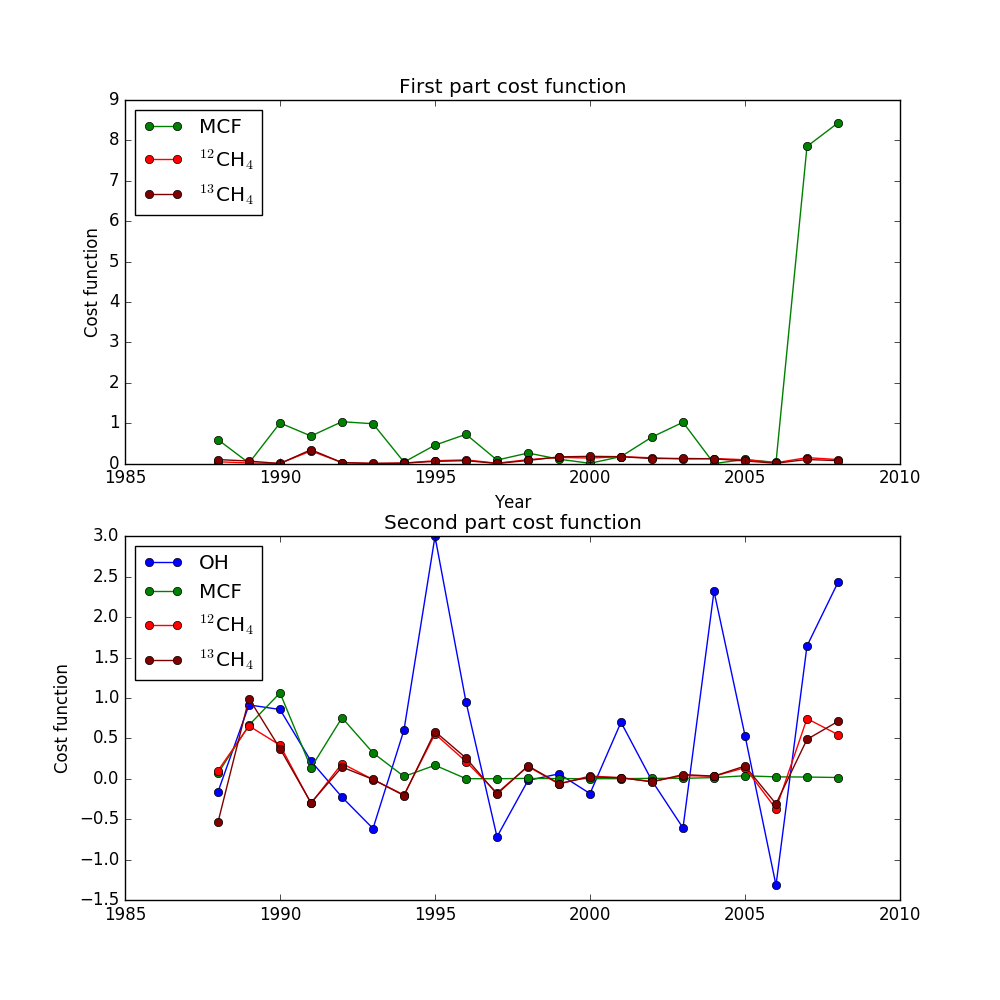 First part cost function
9
8
7
6
5
4
3
2
1
0
Cost function
MCF
¹²CH₄
¹³CH₄
1985 1990 1995 2000 2005 2010
Year
Second part cost function
3.0
2.5
2.0
1.5
1.0
0.5
0.0
−0.5
−1.0
−1.5
Cost function
OH
MCF
¹²CH₄
¹³CH₄
1985 1990 1995 2000 2005 2010